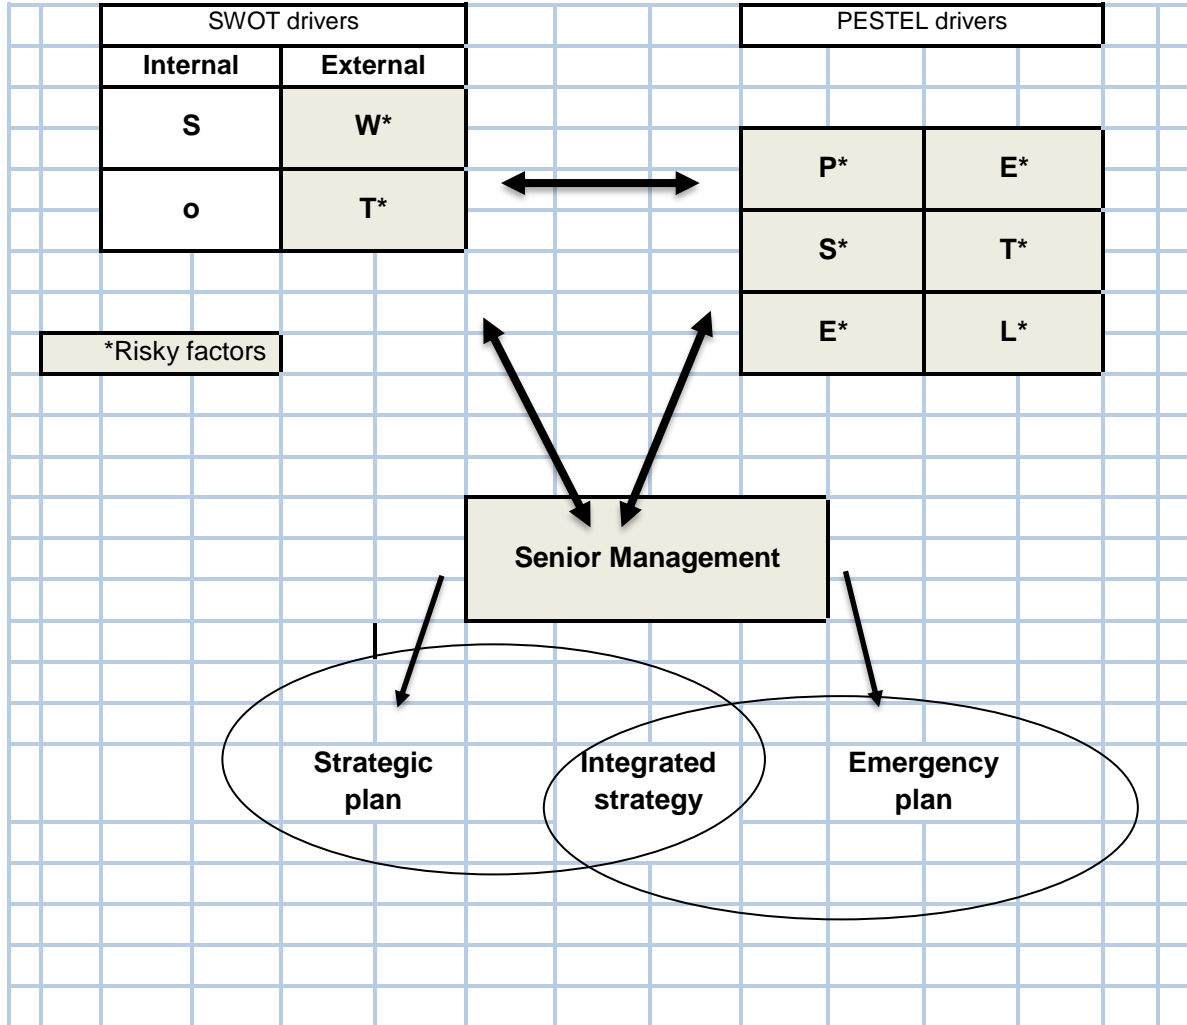 SWOT drivers
PESTEL drivers
Internal External
S W*
o T*
P* E*
S* T*
E* L*
*Risky factors
Senior Management
Strategic
plan
Integrated
strategy
Emergency
plan